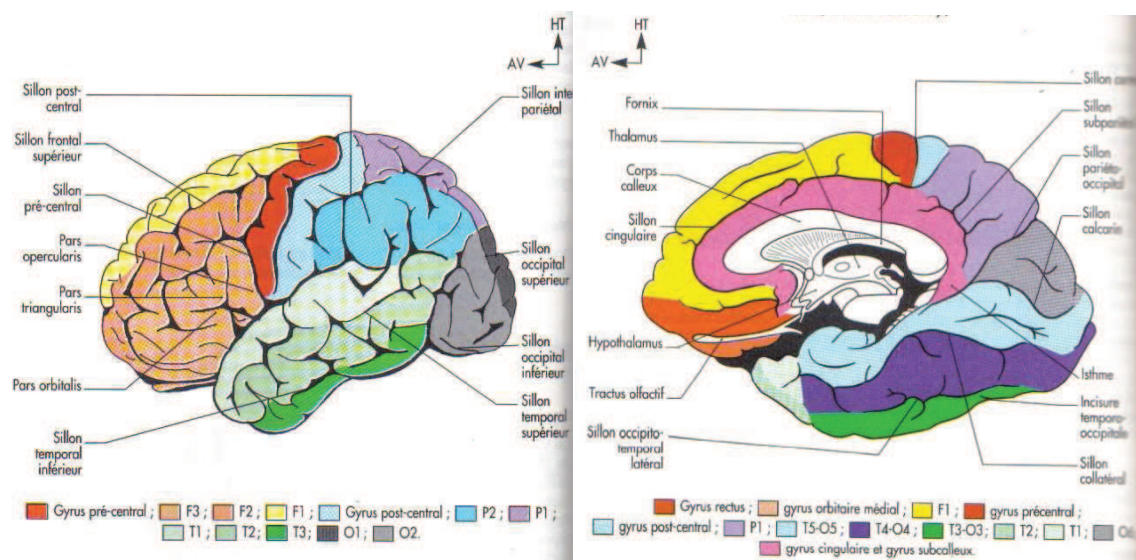 HT
AV
Sillon post-
central
Sillon frontal
supérieur
Sillon
pré-central
Pars
opercularis
Pars
triangularis
Pars orbitalis
Sillon
temporal
inférieur
Sillon inte
pariétal
Sillon
occipital
supérieur
Sillon
occipital
inférieur
Sillon
temporal
supérieur
Gyrus pré-central ; F3 ; F2 ; F1 ; Gyrus post-central ; P2 ; P1 ;
T1 ; T2 ; T3 ; O1 ; O2.
HT
AV
Fornix
Thalamus
Corps
calleux
Sillon
cingulaire
Hypothalamus
Tractus olfactif
Sillon occipito-
temporal
latéral
Sillon
Sillon
Sillon
pariéto-
occipital
Sillon
calcarin
Isthme
Incisure
temporo-
occipitale
Sillon
collatéral
Gyrus rectus ; gyrus orbitaire médial ; F1 ; gyrus précentral ;
gyrus post-central ; P1 ; T5-O5 ; T4-O4 ; T3-O3 ; T2 ; T1 ;
gyrus cingulaire et gyrus subcalleux.